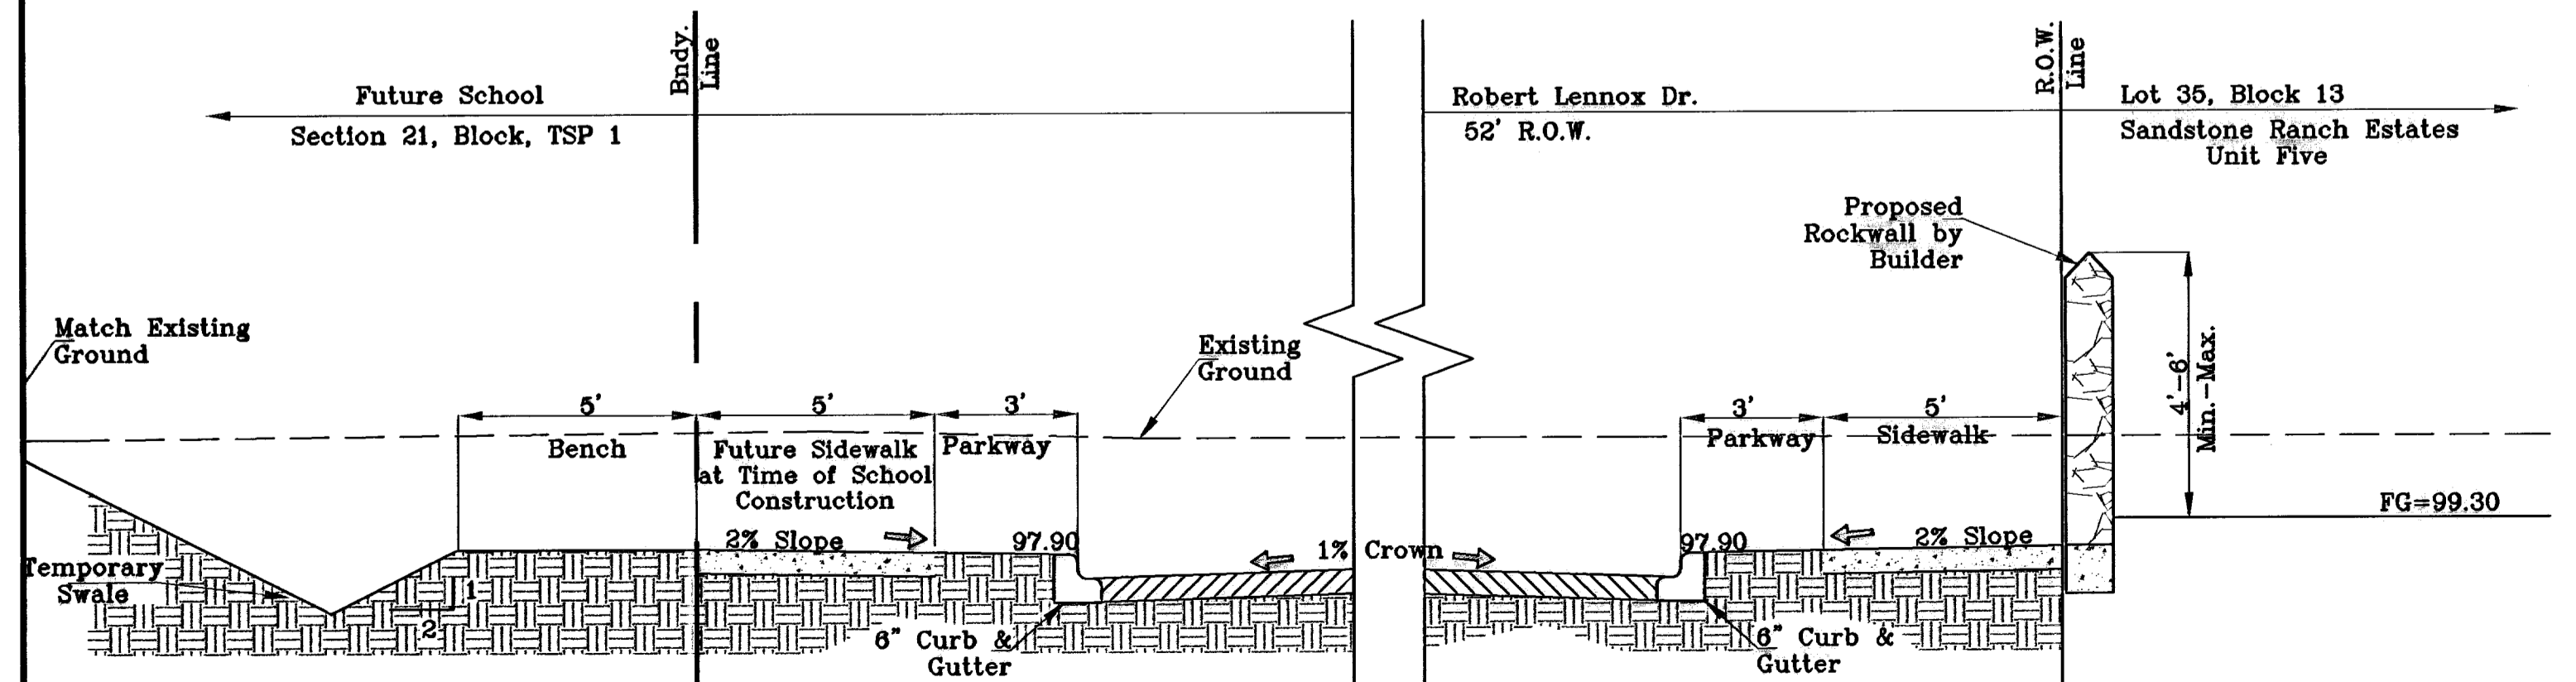 Bndy.
Line
R.O.W.
Line
Future School
Section 21, Block, TSP 1
Robert Lennox Dr.
52' R.O.W.
Lot 35, Block 13
Sandstone Ranch Estates
Unit Five
Proposed
Rockwall by
Builder
Match Existing
Ground
Existing
Ground
4'-6'
Min.-Max.
5'
Bench
5'
Future Sidewalk
at Time of School
Construction
3'
Parkway
3'
Parkway
5'
Sidewalk
FG=99.30
2% Slope
97.90
1% Crown
97.90
2% Slope
Temporary
Swale
1
2
6" Curb &
Gutter
6" Curb &
Gutter